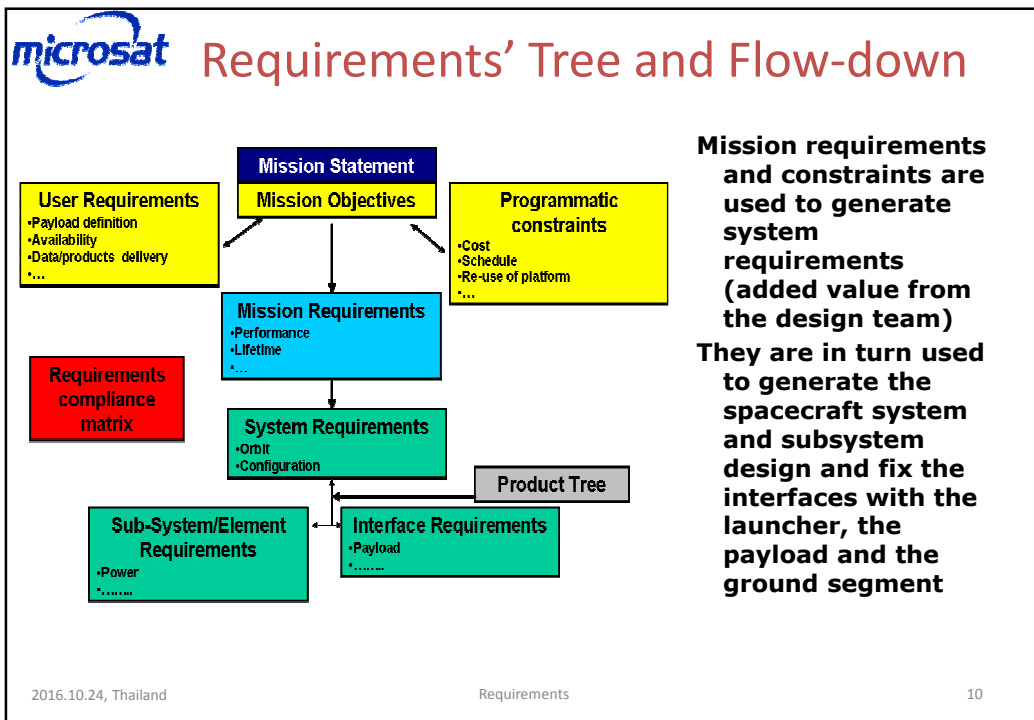 microsat
Requirements' Tree and Flow-down
Mission Statement
Mission Objectives
User Requirements
•Payload definition
•Availability
•Data/products delivery
•...
Programmatic
constraints
•Cost
•Schedule
•Re-use of platform
•...
Mission Requirements
•Performance
•Lifetime
•...
Requirements
compliance
matrix
System Requirements
•Orbit
•Configuration
Product Tree
Sub-System/Element
Requirements
•Power
•........
Interface Requirements
•Payload
•........
Mission requirements
and constraints are
used to generate
system
requirements
(added value from
the design team)
They are in turn used
to generate the
spacecraft system
and subsystem
design and fix the
interfaces with the
launcher, the
payload and the
ground segment
2016.10.24, Thailand
Requirements
10